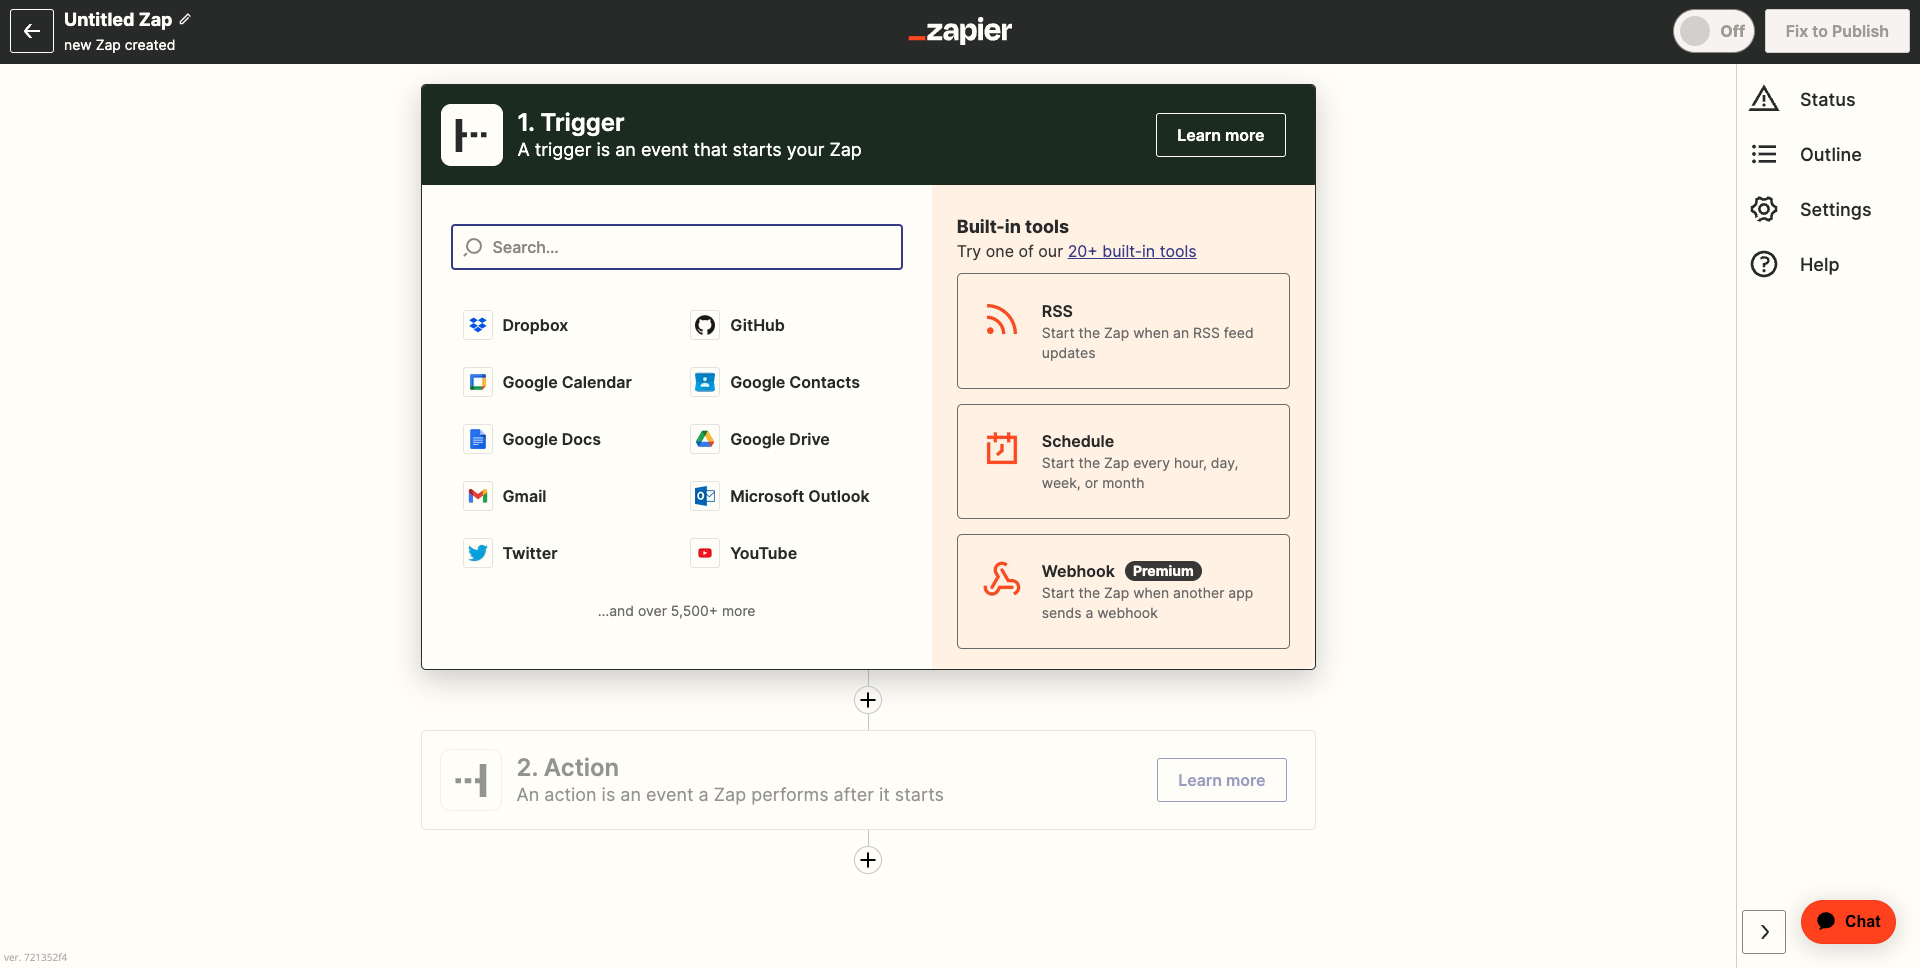 Untitled Zap
new Zap created
zapier
Off
Fix to Publish
1. Trigger
A trigger is an event that starts your Zap
Learn more
Search...
Dropbox
GitHub
Google Calendar
Google Contacts
Google Docs
Google Drive
Gmail
Microsoft Outlook
Twitter
YouTube
...and over 5,500+ more
Built-in tools
Try one of our 20+ built-in tools
RSS
Start the Zap when an RSS feed
updates
Schedule
Start the Zap every hour, day,
week, or month
Webhook Premium
Start the Zap when another app
sends a webhook
2. Action
An action is an event a Zap performs after it starts
Learn more
Status
Outline
Settings
Help
Chat
ver. 721352f4